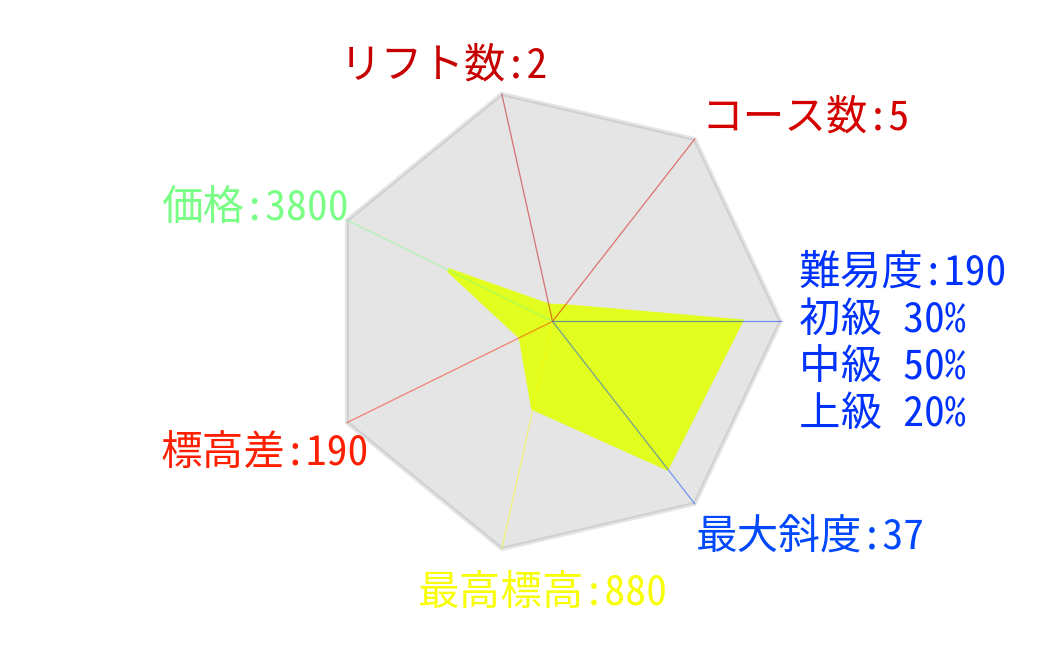 リフト数:2
コース数:5
価格:3800
難易度:190
初級 30%
中級 50%
上級 20%
標高差:190
最大斜度:37
最高標高:880